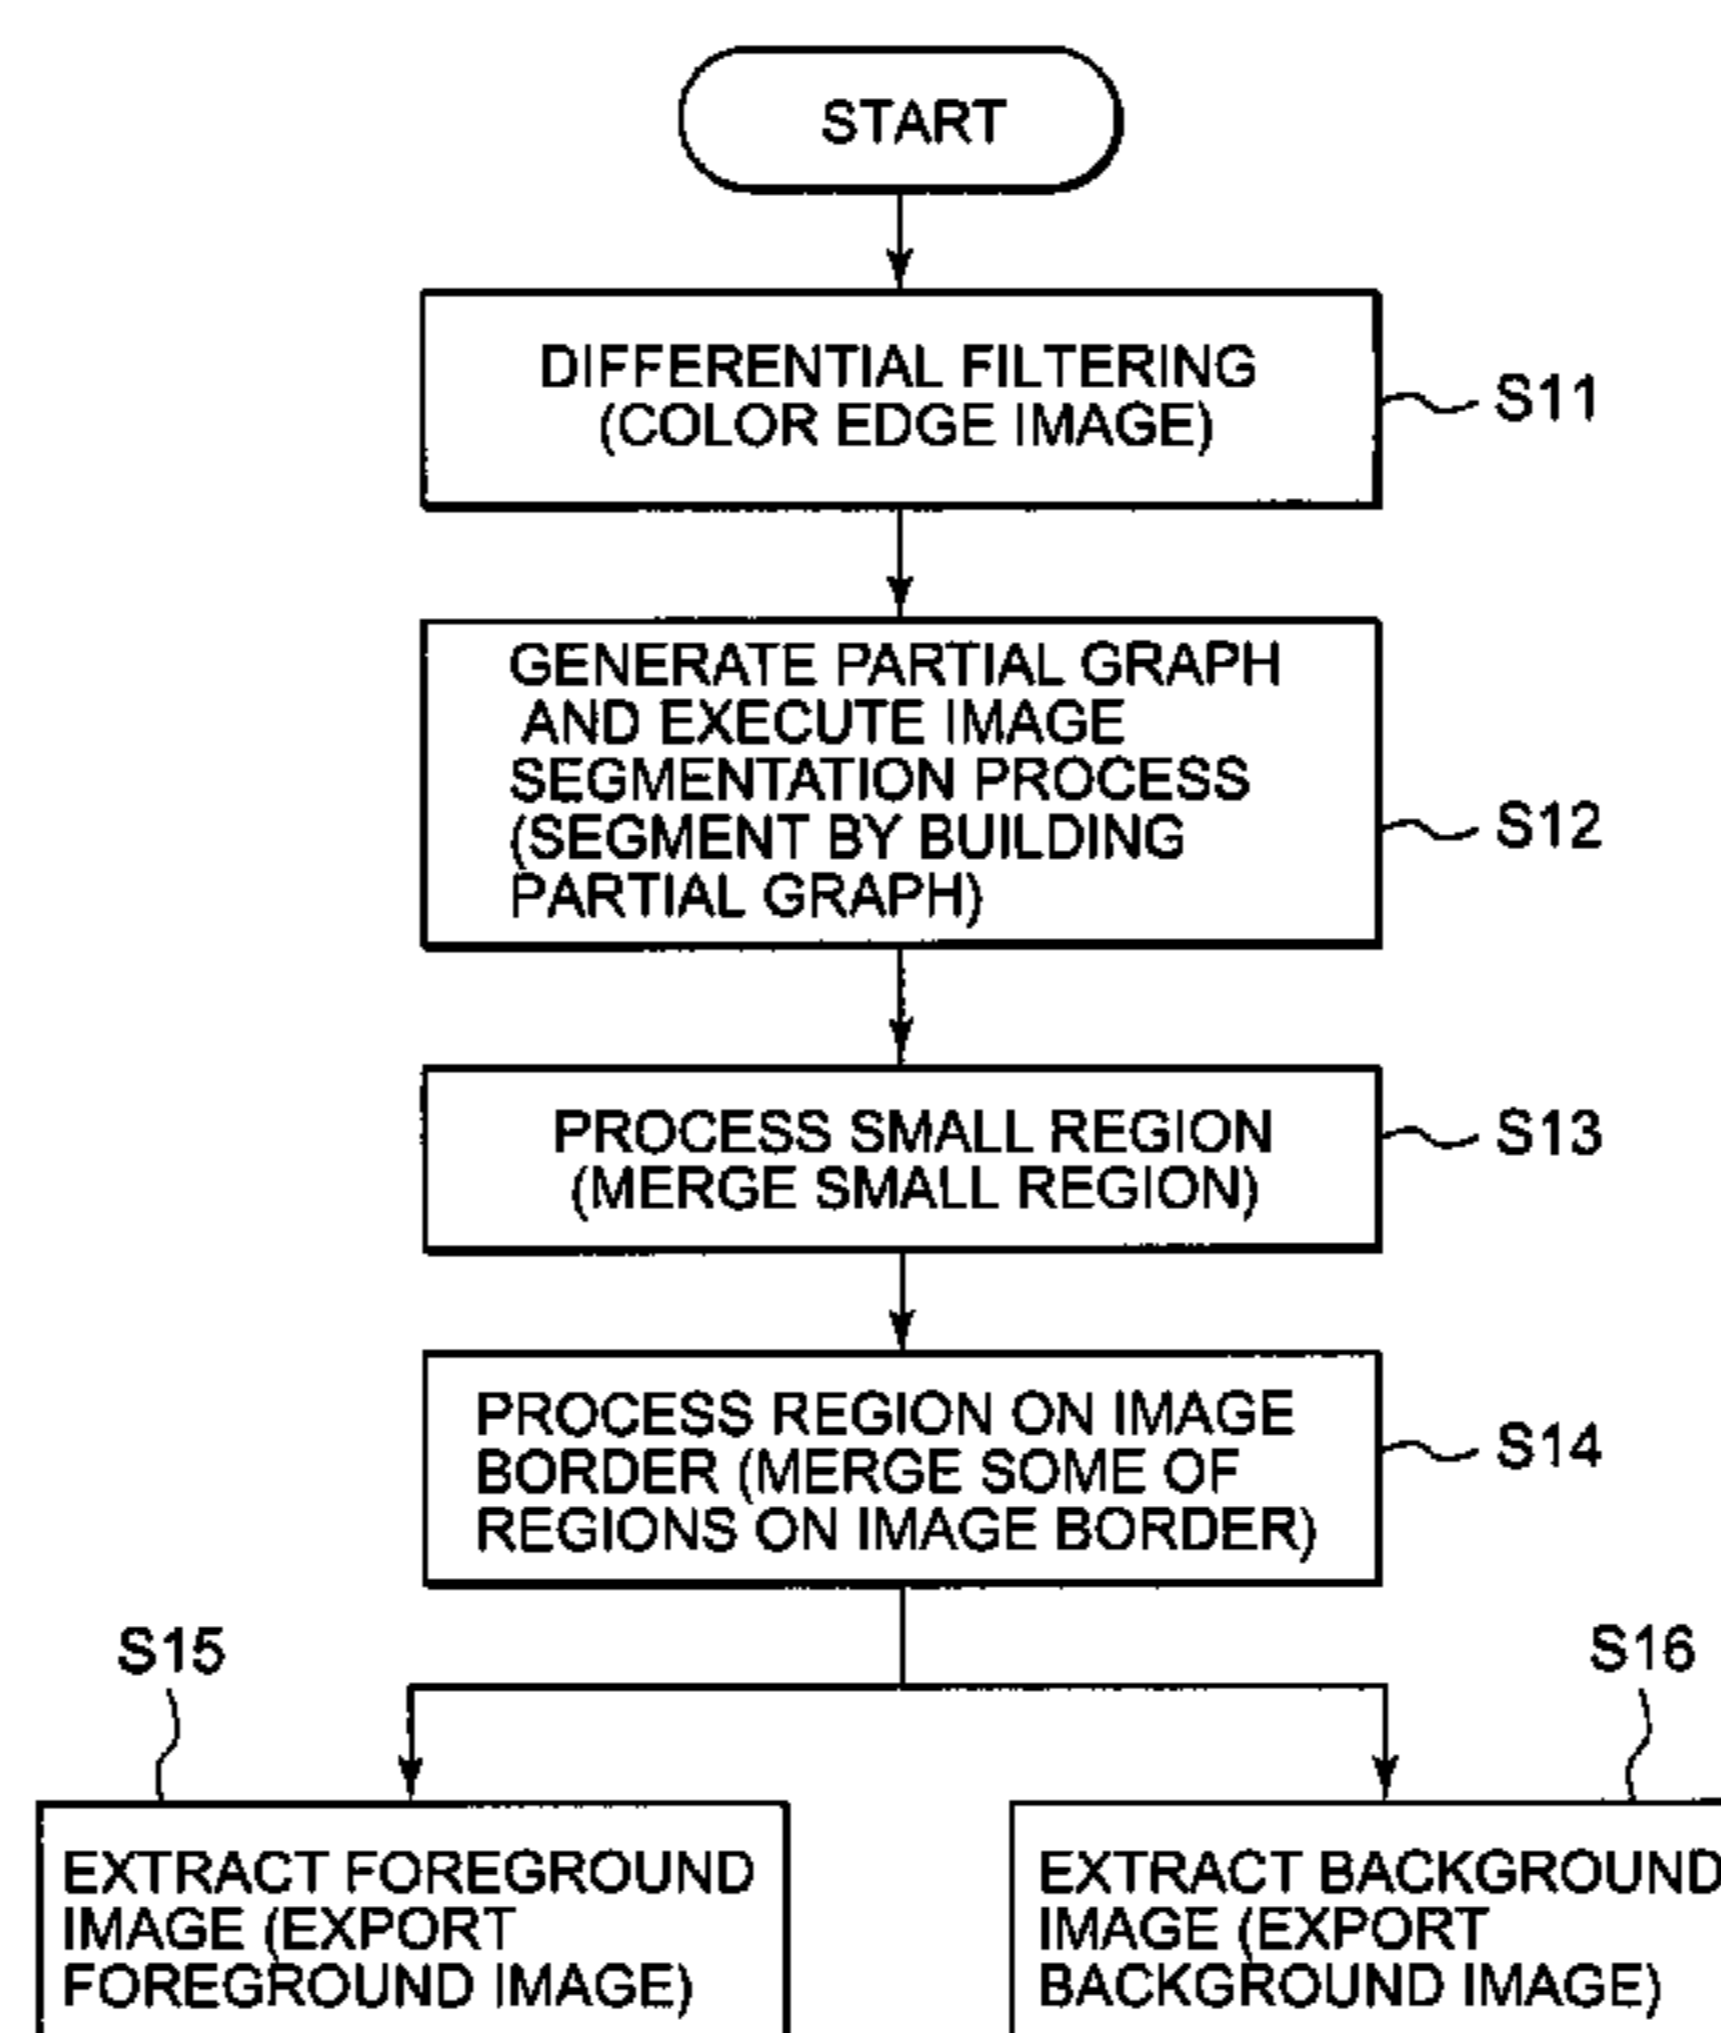 START
DIFFERENTIAL FILTERING
(COLOR EDGE IMAGE)
S11
GENERATE PARTIAL GRAPH
AND EXECUTE IMAGE
SEGMENTATION PROCESS
(SEGMENT BY BUILDING
PARTIAL GRAPH)
S12
PROCESS SMALL REGION
(MERGE SMALL REGION)
S13
PROCESS REGION ON IMAGE
BORDER (MERGE SOME OF
REGIONS ON IMAGE BORDER)
S14
S15
EXTRACT FOREGROUND
IMAGE (EXPORT
FOREGROUND IMAGE)
S16
EXTRACT BACKGROUND
IMAGE (EXPORT
BACKGROUND IMAGE)